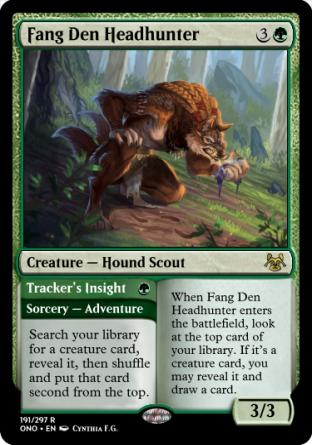 Fang Den Headhunter 3
Creature — Hound Scout
Tracker's Insight
Sorcery — Adventure
Search your library
for a creature card,
reveal it, then shuffle
and put that card
second from the top.
When Fang Den
Headhunter enters
the battlefield, look
at the top card of
your library. If it's a
creature card, you
may reveal it and
draw a card.
3/3
191/297 R
ONO • EN Cynthia F.G.